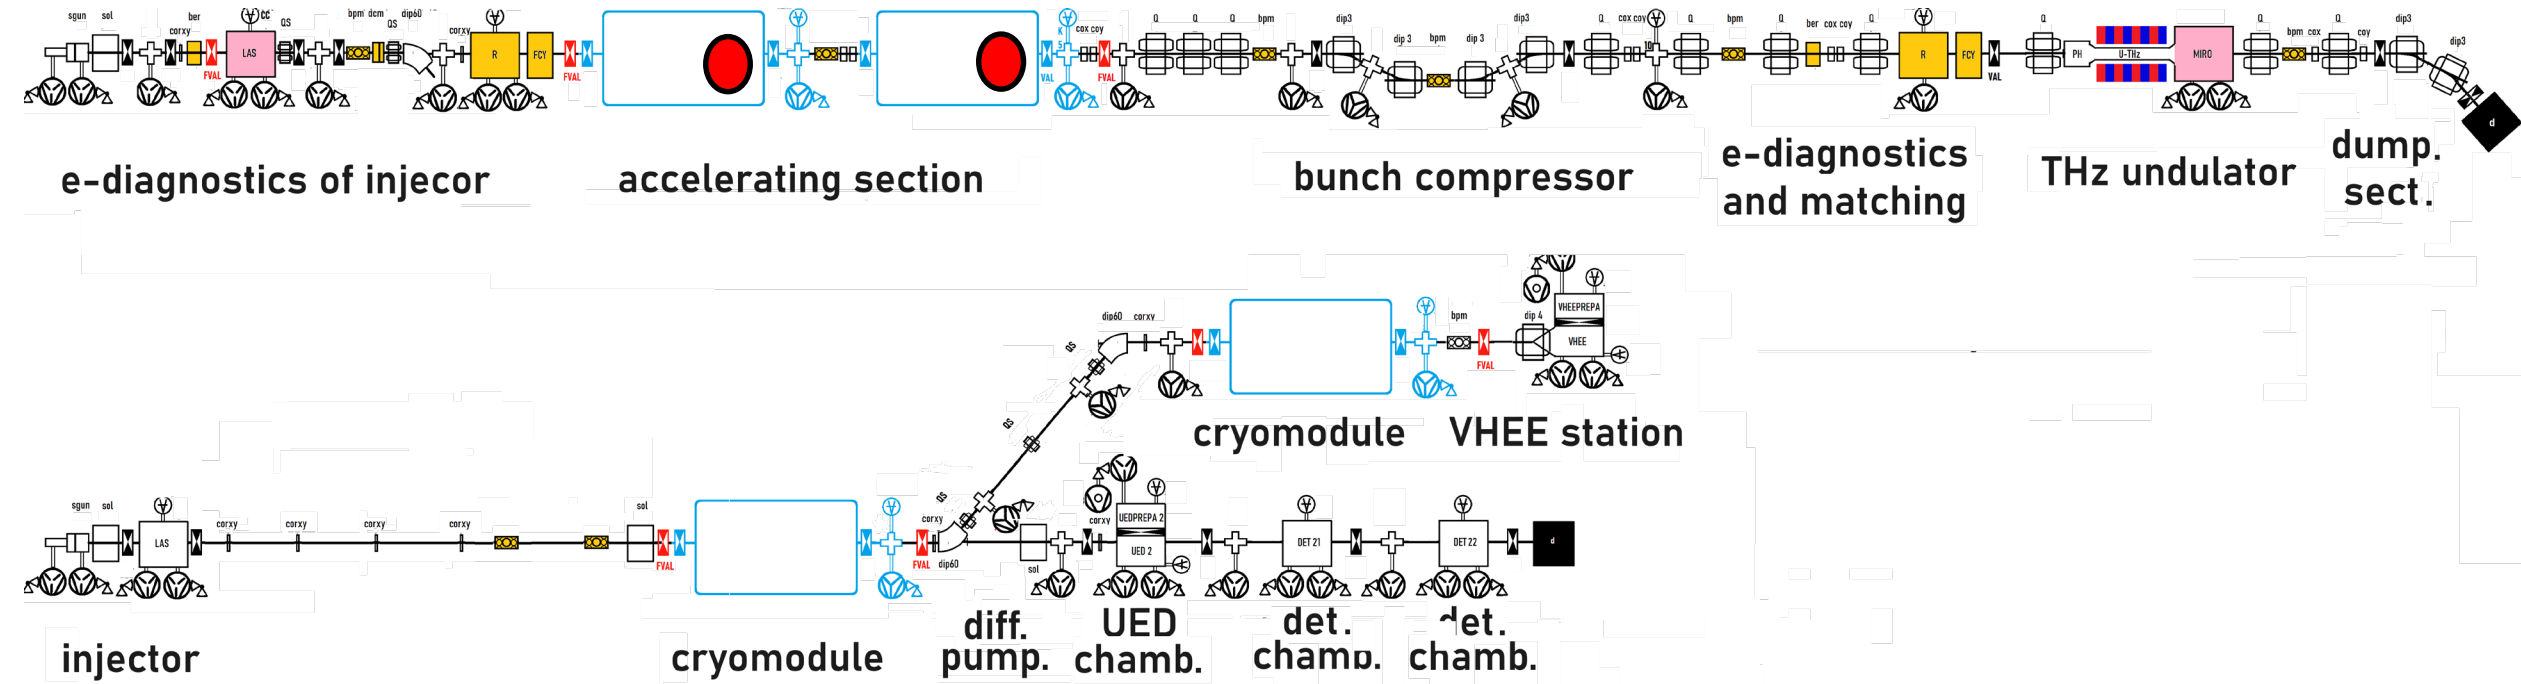 sgun sol ber CC QS bpm dcm QS dip60 corxy cox coy Q Q Q bpm dip3 dip3 Q cox coy Q bpm Q ber cox coy Q Q Q bpm cox Q coy dip3
corxy dip 3 bpm dip 3 dip3
LAS R FCY K 5 10 R FCY PH U-THz MIRO
FVAL FVAL VAL FVAL VAL
d
e-diagnostics of injecor
accelerating section
bunch compressor
e-diagnostics
and matching
THz undulator
dump.
sect.
dip60 corxy bpm dip 4 VHEEPREPA
VHEE
QS
FVAL
QS
cryomodule
VHEE station
QS
sgun sol corxy corxy corxy corxy sol corxy corxy UEDPREPA 2
LAS UED 2 DET 21 DET 22 d
FVAL FVAL dip60 sol
injector
cryomodule
diff.
pump.
UED
chamb.
det.
chamb.
det.
chamb.